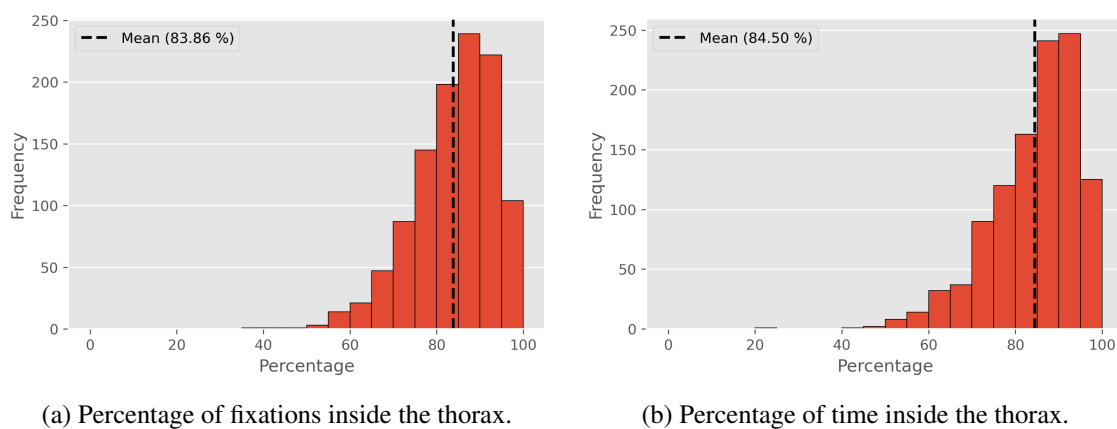 Mean (83.86 %)
250
200
150
100
50
0
Frequency
0 20 40 60 80 100
Percentage
(a) Percentage of fixations inside the thorax.
Mean (84.50 %)
250
200
150
100
50
0
Frequency
0 20 40 60 80 100
Percentage
(b) Percentage of time inside the thorax.